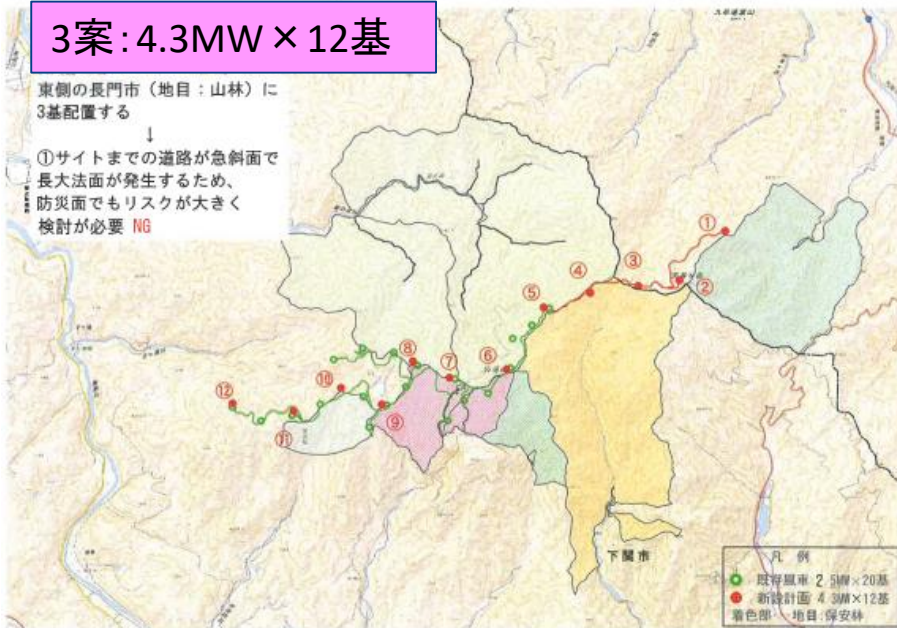 3案:4.3MW×12基
東側の長門市（地目：山林）に
3基配置する
↓
①サイトまでの道路が急斜面で
長大法面が発生するため、
防災面でもリスクが大きく
検討が必要 NG
①
②
③
④
⑤
⑥
⑦
⑧
⑨
⑩
⑪
⑫
下関市
凡 例
既存風車 2.5MW×20基
新設計画 4.3MW×12基
着色部 地目:保安林